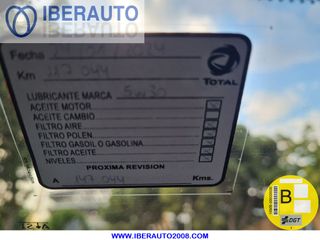 IBERAUTO
Fecha
Km 127 044
TOTAL
LUBRICANTE MARCA 5w30
ACEITE MOTOR
ACEITE CAMBIO
FILTRO AIRE
FILTRO POLEN
FILTRO GASOIL O GASOLINA
FILTRO ACEITE
NIVELES
PROXIMA REVISION
A 147.044 Kms.
B
DGT
WWW.IBERAUTO2008.COM